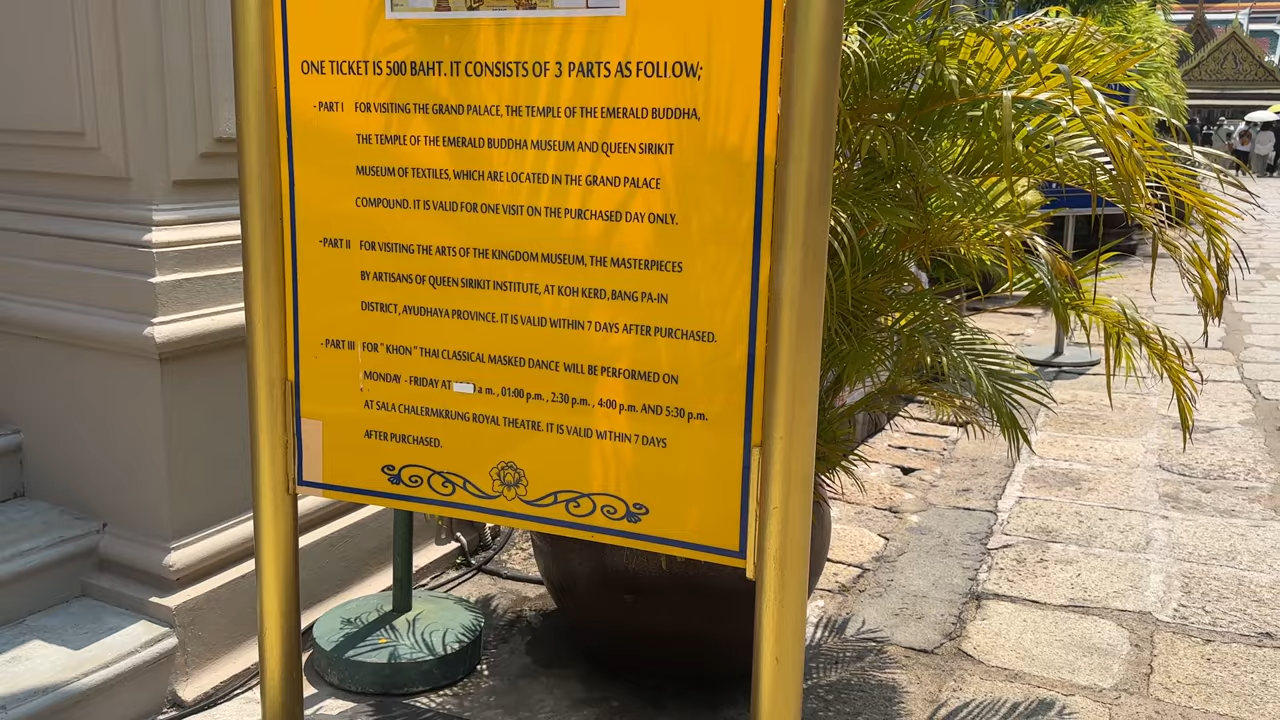 ONE TICKET IS 500 BAHT. IT CONSISTS OF 3 PARTS AS FOLLOW;
- PART I FOR VISITING THE GRAND PALACE, THE TEMPLE OF THE EMERALD BUDDHA,
THE TEMPLE OF THE EMERALD BUDDHA MUSEUM AND QUEEN SIRIKIT
MUSEUM OF TEXTILES, WHICH ARE LOCATED IN THE GRAND PALACE
COMPOUND. IT IS VALID FOR ONE VISIT ON THE PURCHASED DAY ONLY.
-PART II FOR VISITING THE ARTS OF THE KINGDOM MUSEUM, THE MASTERPIECES
BY ARTISANS OF QUEEN SIRIKIT INSTITUTE, AT KOH KERD, BANG PA-IN
DISTRICT, AYUDHAYA PROVINCE. IT IS VALID WITHIN 7 DAYS AFTER PURCHASED.
- PART III FOR " KHON " THAI CLASSICAL MASKED DANCE WILL BE PERFORMED ON
MONDAY - FRIDAY AT a m. , 01:00 p.m. , 2:30 p.m. , 4:00 p.m. AND 5:30 p.m.
AT SALA CHALERMKRUNG ROYAL THEATRE. IT IS VALID WITHIN 7 DAYS
AFTER PURCHASED.